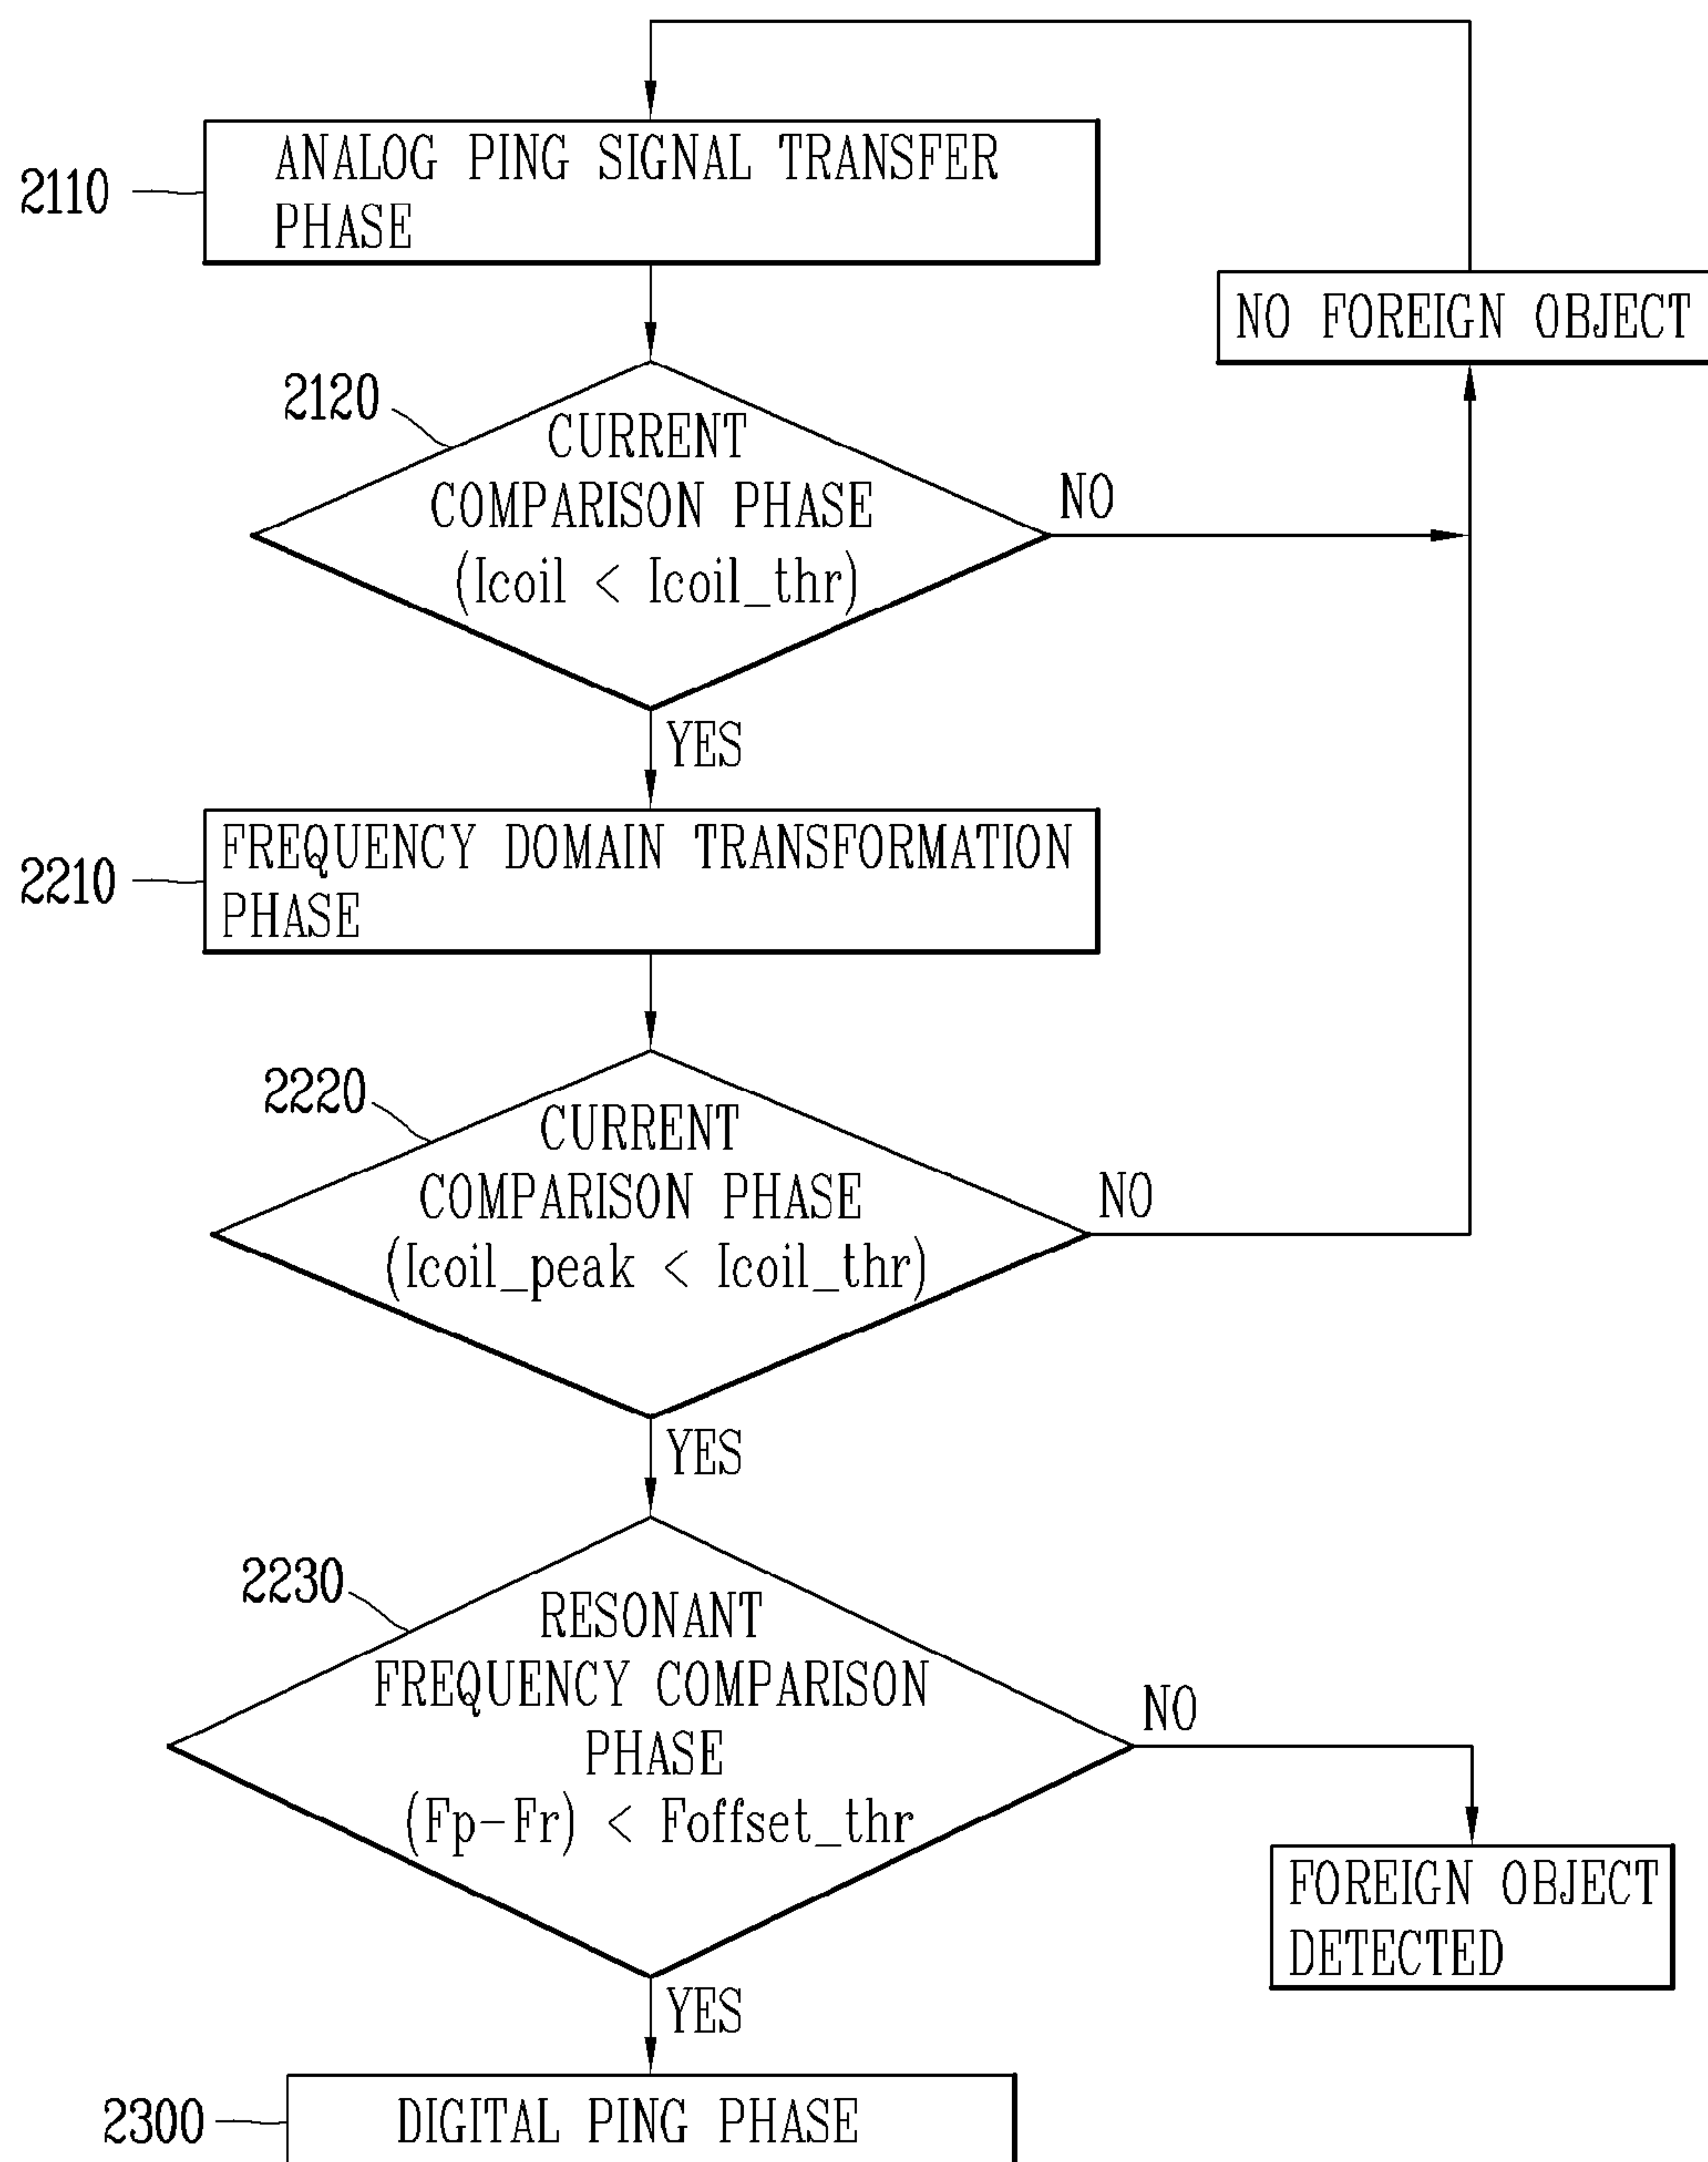 2110
ANALOG PING SIGNAL TRANSFER
PHASE
NO FOREIGN OBJECT
2120
CURRENT
COMPARISON PHASE
(Icoil < Icoil_thr)
NO
YES
2210
FREQUENCY DOMAIN TRANSFORMATION
PHASE
2220
CURRENT
COMPARISON PHASE
(Icoil_peak < Icoil_thr)
NO
YES
2230
RESONANT
FREQUENCY COMPARISON
PHASE
(Fp-Fr) < Foffset_thr
NO
FOREIGN OBJECT
DETECTED
YES
2300
DIGITAL PING PHASE